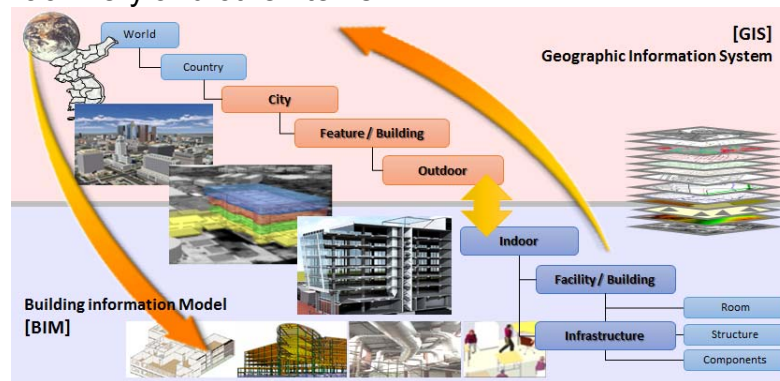 World
[GIS]
Geographic Information System
Country
City
Feature / Building
Outdoor
Indoor
Facility / Building
Building information Model
[BIM]
Room
Infrastructure
Structure
Components